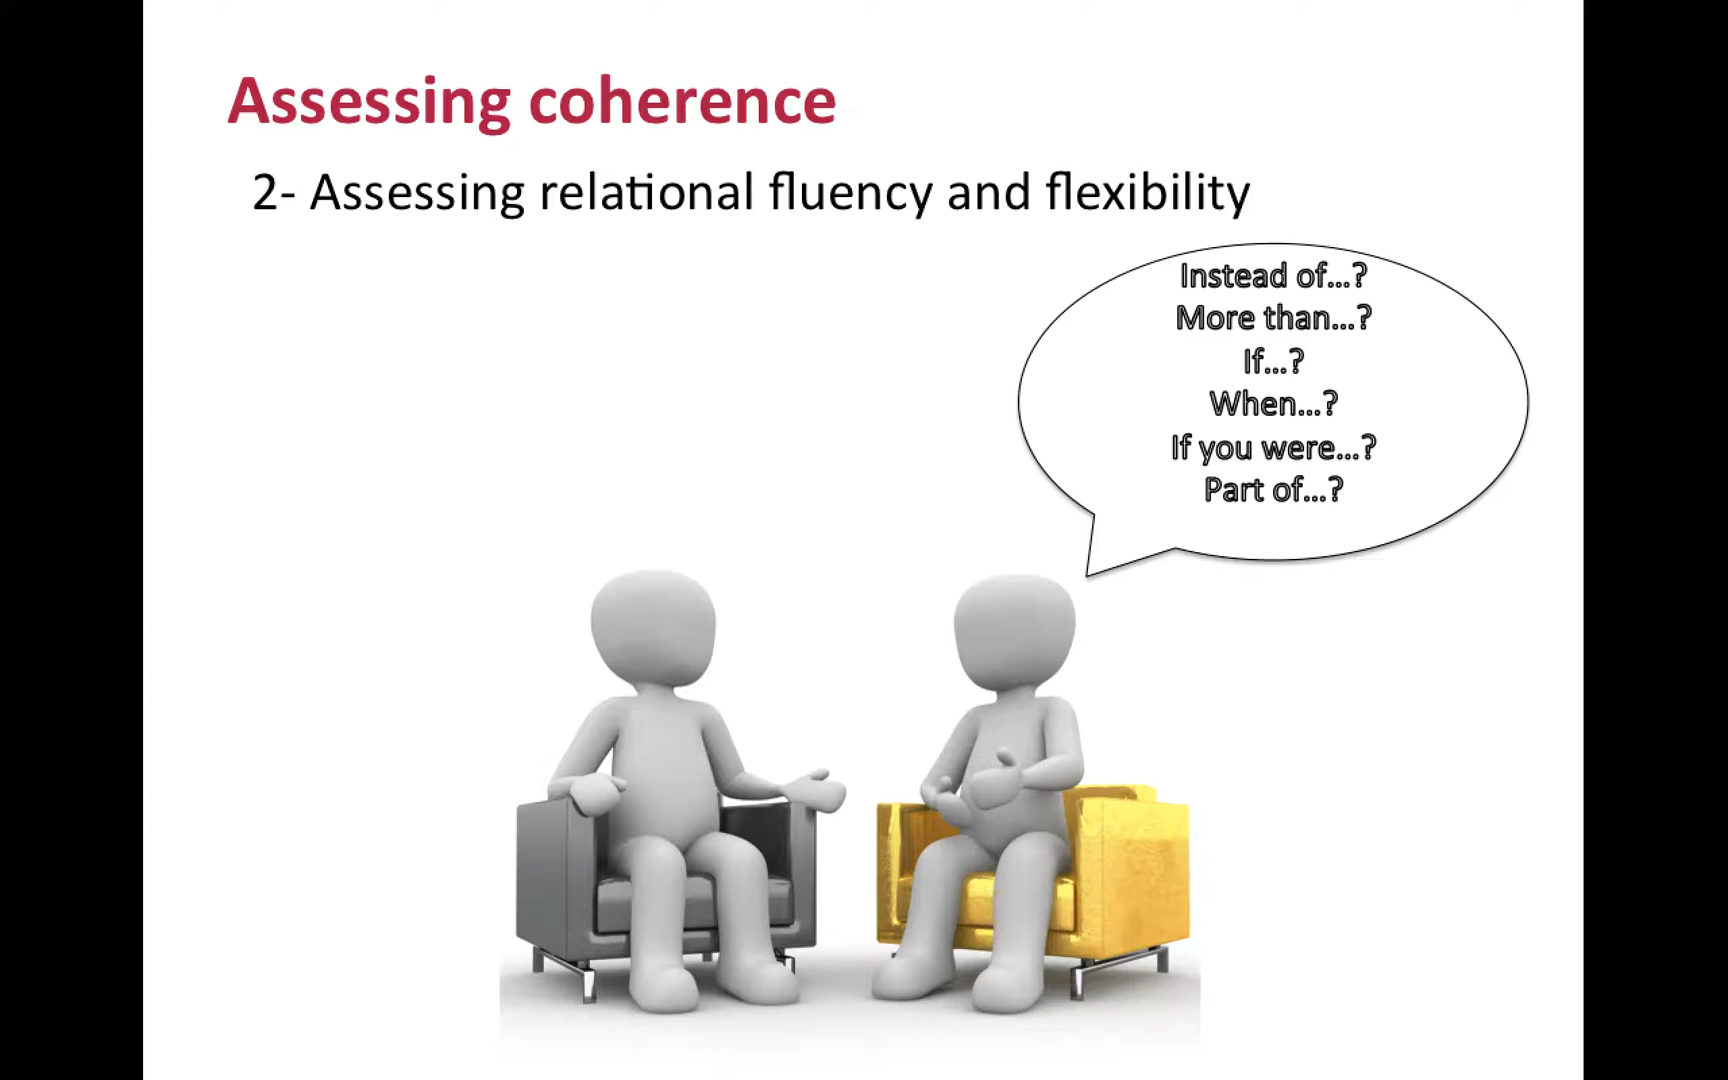 Assessing coherence
2- Assessing relational fluency and flexibility
Instead of...?
More than...?
If...?
When...?
If you were...?
Part of...?